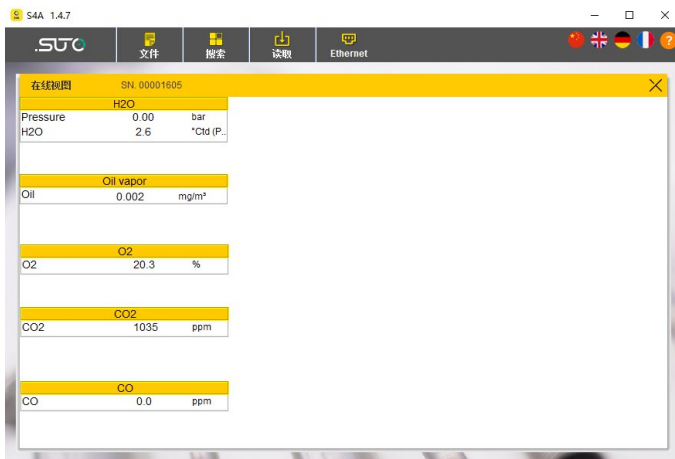 S4A 1.4.7
.SUTO
文件 搜索 读取 Ethernet
在线视图 SN. 00001605
H2O
Pressure 0.00 bar
H2O 2.6 °Ctd (P..
Oil vapor
Oil 0.002 mg/m³
O2
O2 20.3 %
CO2
CO2 1035 ppm
CO
CO 0.0 ppm